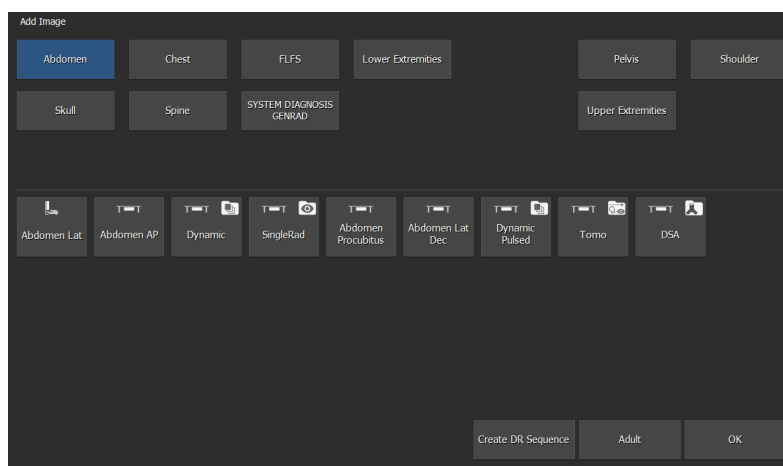 Add Image
Abdomen
Chest
FLFS
Lower Extremities
Pelvis
Shoulder
Skull
Spine
SYSTEM DIAGNOSIS
GENRAD
Upper Extremities
Abdomen Lat
Abdomen AP
Dynamic
SingleRad
Abdomen
Procubitus
Abdomen Lat
Dec
Dynamic
Pulsed
Tomo
DSA
Create DR Sequence
Adult
OK